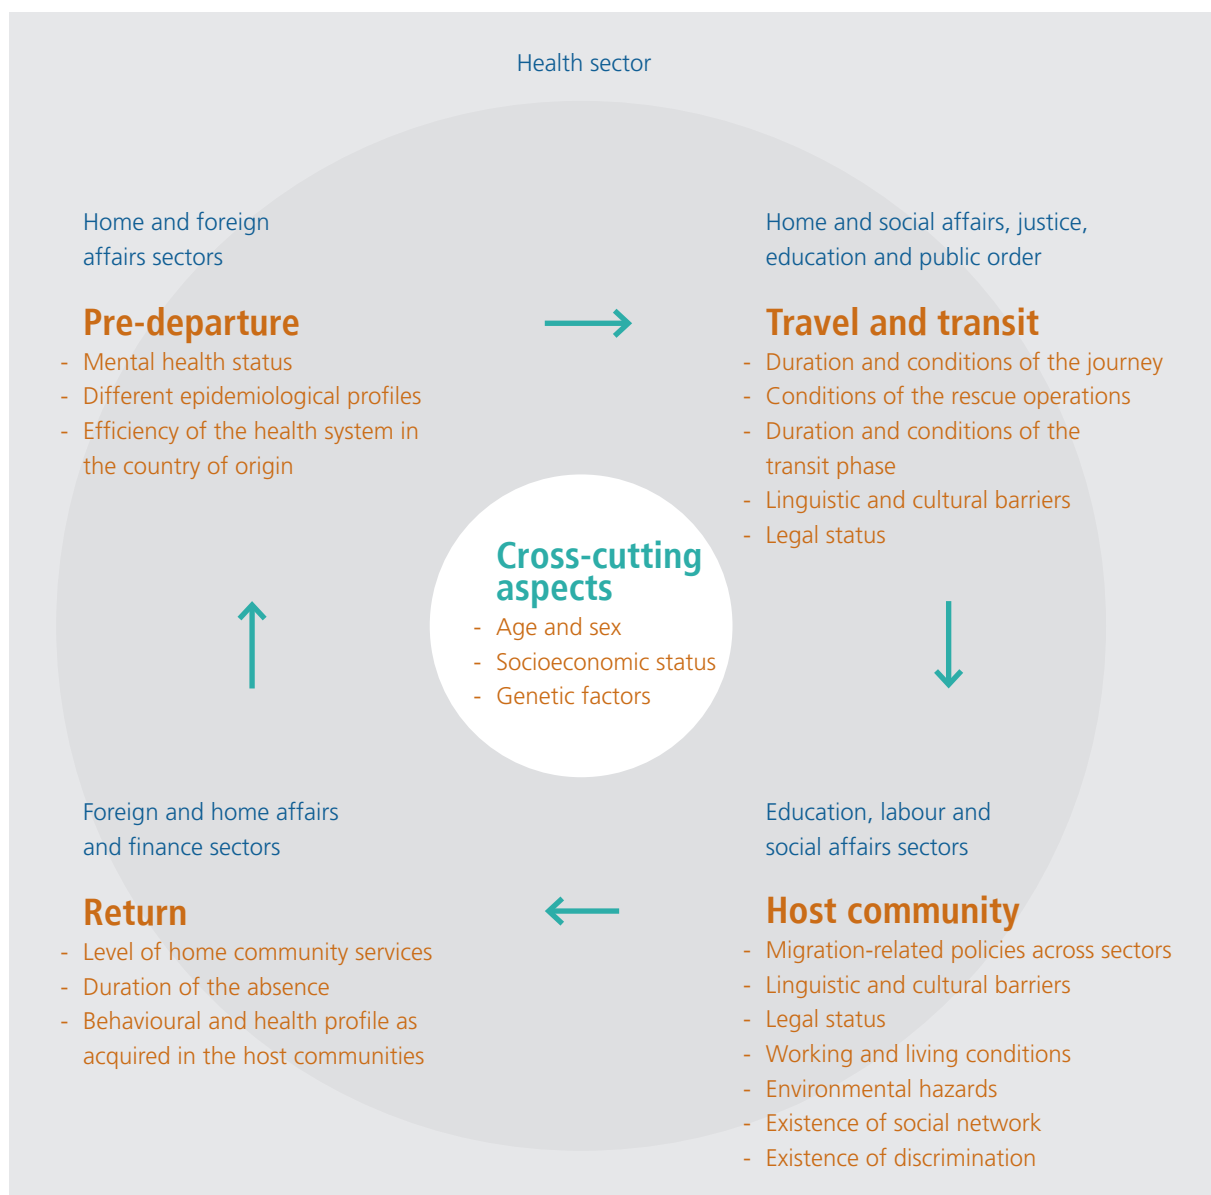 Health sector
Home and foreign
affairs sectors
Pre-departure
- Mental health status
- Different epidemiological profiles
- Efficiency of the health system in
the country of origin
Home and social affairs, justice,
education and public order
Travel and transit
- Duration and conditions of the journey
- Conditions of the rescue operations
- Duration and conditions of the
transit phase
- Linguistic and cultural barriers
- Legal status
Cross-cutting
aspects
- Age and sex
- Socioeconomic status
- Genetic factors
Foreign and home affairs
and finance sectors
Return
- Level of home community services
- Duration of the absence
- Behavioural and health profile as
acquired in the host communities
Education, labour and
social affairs sectors
Host community
- Migration-related policies across sectors
- Linguistic and cultural barriers
- Legal status
- Working and living conditions
- Environmental hazards
- Existence of social network
- Existence of discrimination